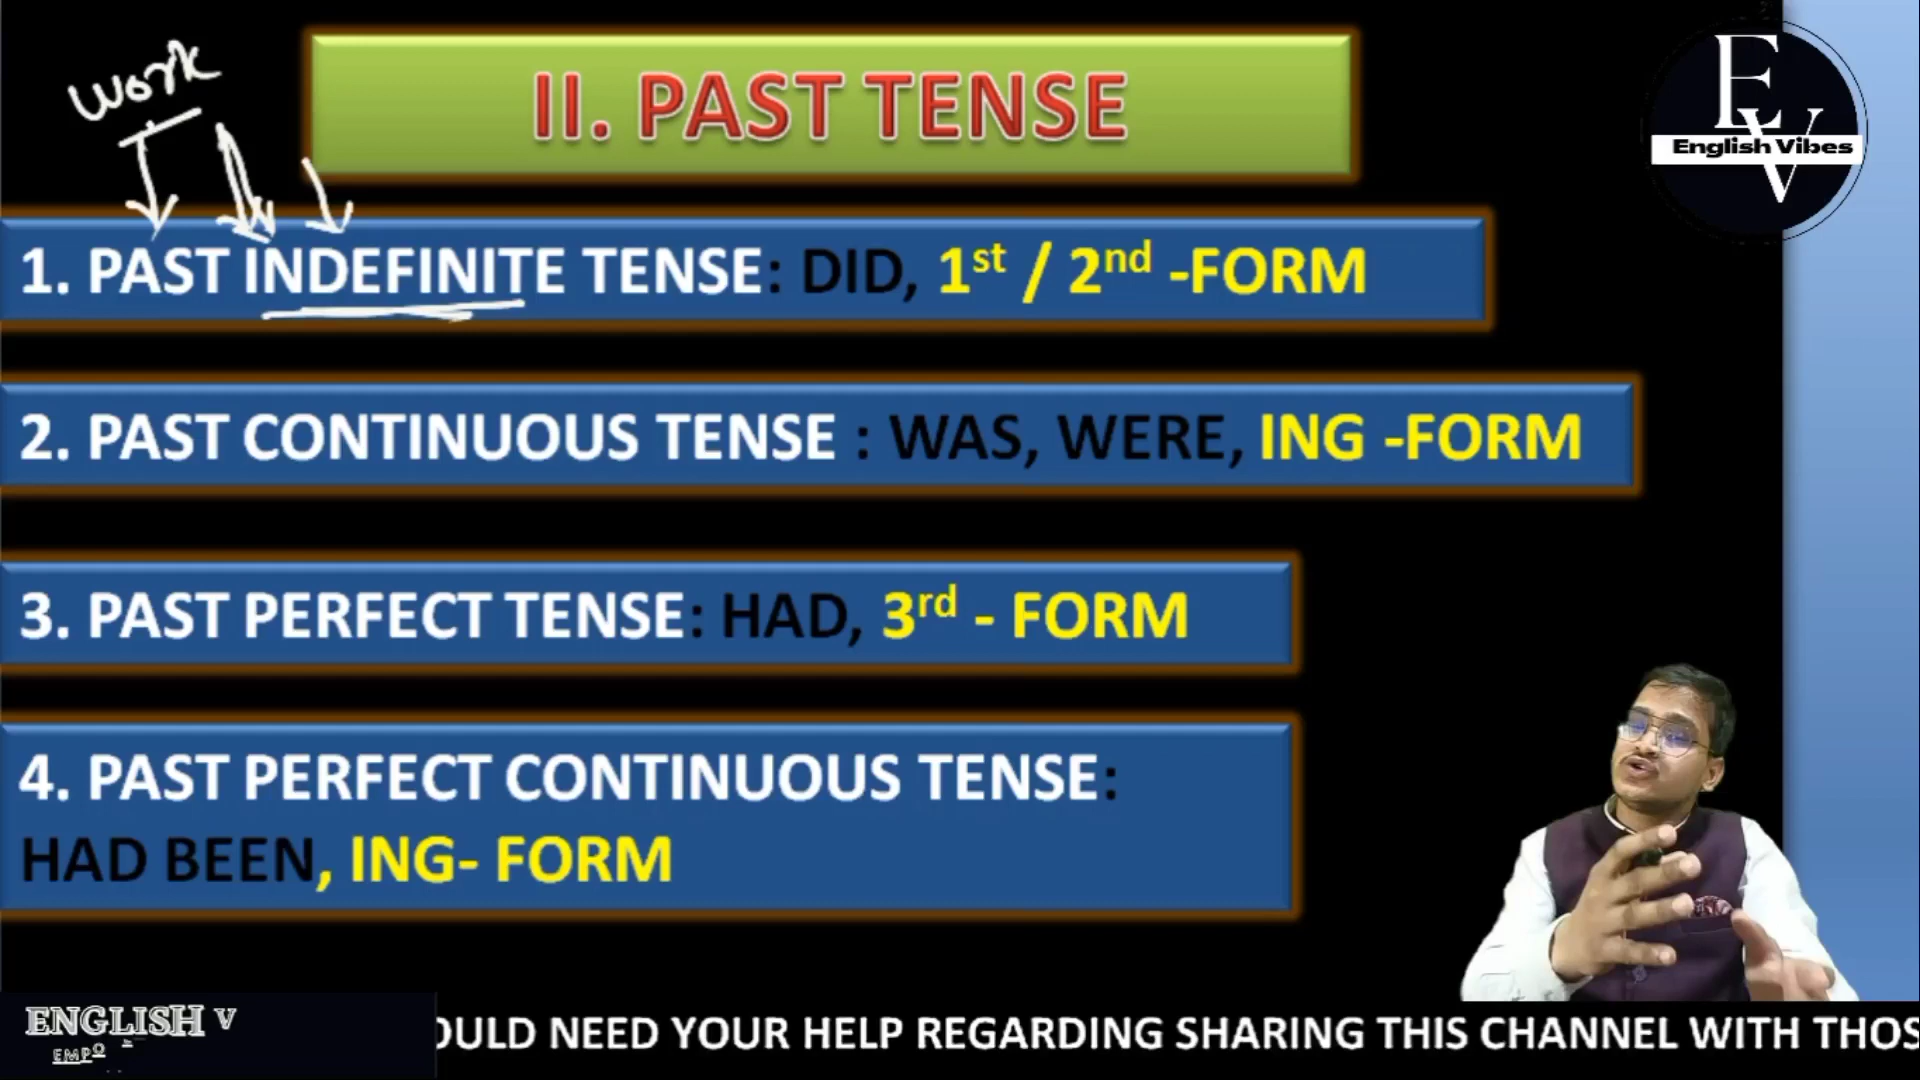 work
II. PAST TENSE
E
V
English Vibes
1. PAST INDEFINITE TENSE: DID, 1st / 2nd -FORM
2. PAST CONTINUOUS TENSE : WAS, WERE, ING -FORM
3. PAST PERFECT TENSE: HAD, 3rd - FORM
4. PAST PERFECT CONTINUOUS TENSE:
HAD BEEN, ING- FORM
ENGLISH V
EMPO
OULD NEED YOUR HELP REGARDING SHARING THIS CHANNEL WITH THOS